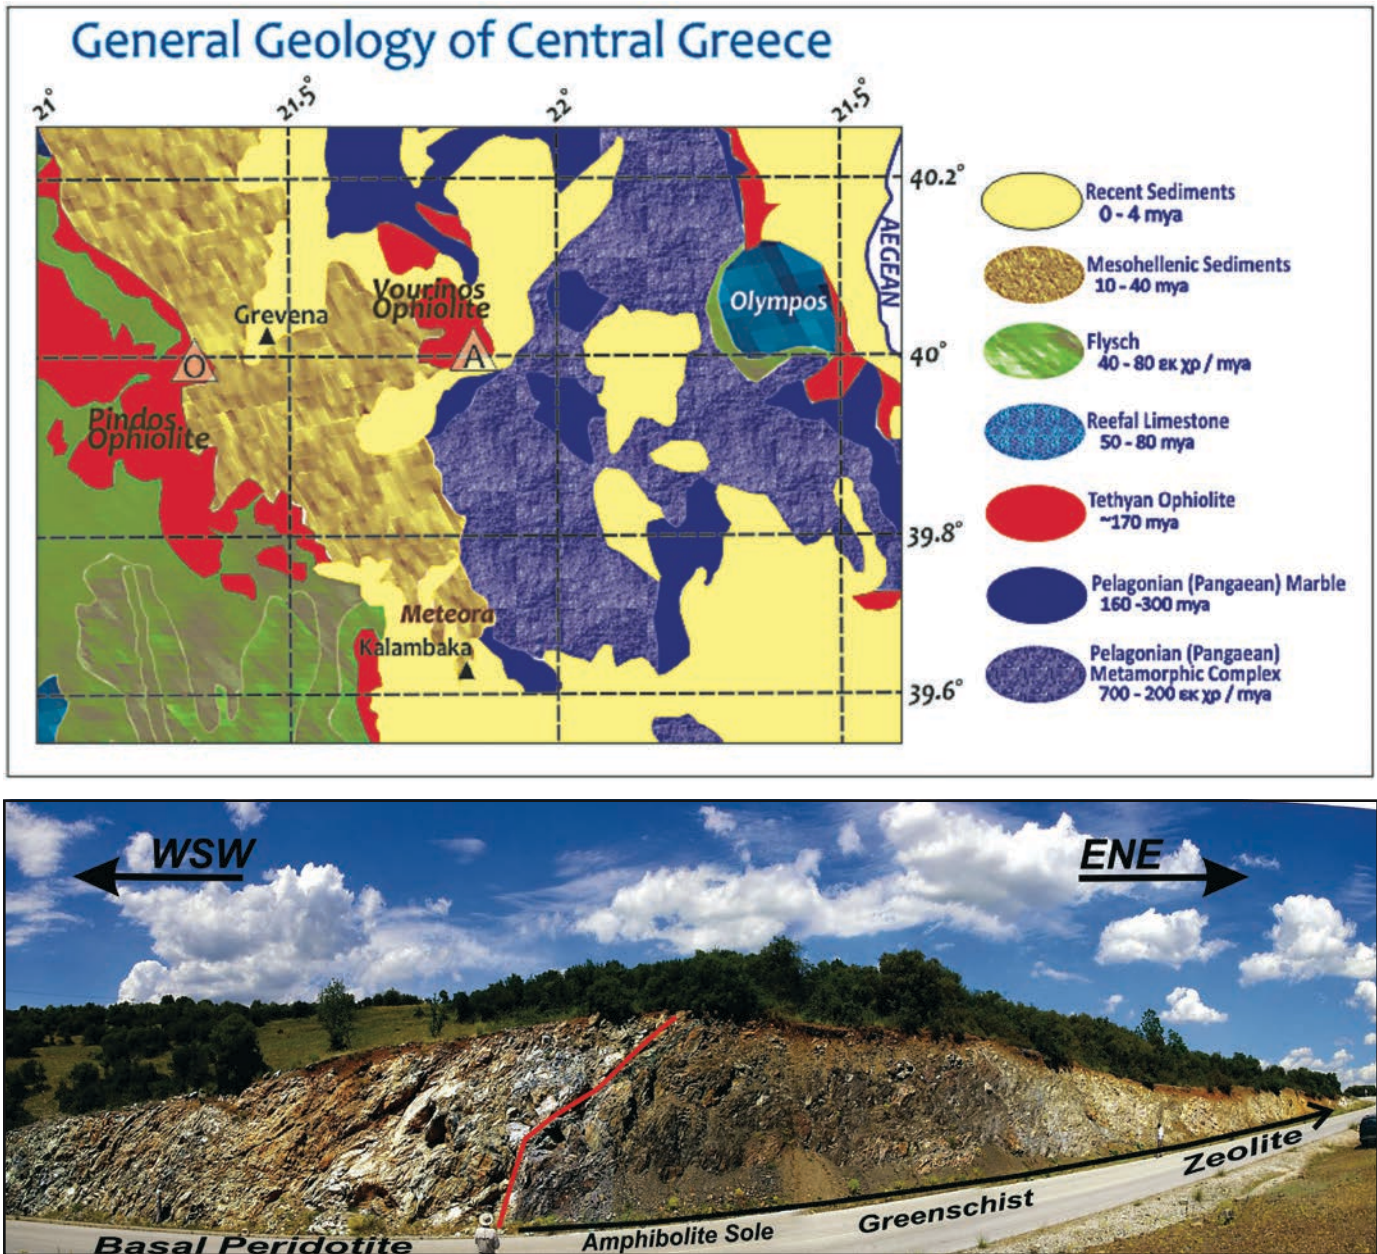 General Geology of Central Greece
21°
21.5°
22°
21.5°
40.2°
40°
39.8°
39.6°
AEGEAN
Olympos
Vourinos
Ophiolite
Grevena
O
A
Pindos
Ophiolite
Meteora
Kalambaka
Recent Sediments
0 - 4 mya
Mesohellenic Sediments
10 - 40 mya
Flysch
40 - 80 εκ χρ / mya
Reefal Limestone
50 - 80 mya
Tethyan Ophiolite
~170 mya
Pelagonian (Pangaean) Marble
160 -300 mya
Pelagonian (Pangaean)
Metamorphic Complex
700 - 200 εκ χρ / mya
WSW
ENE
Basal Peridotite
Amphibolite Sole
Greenschist
Zeolite